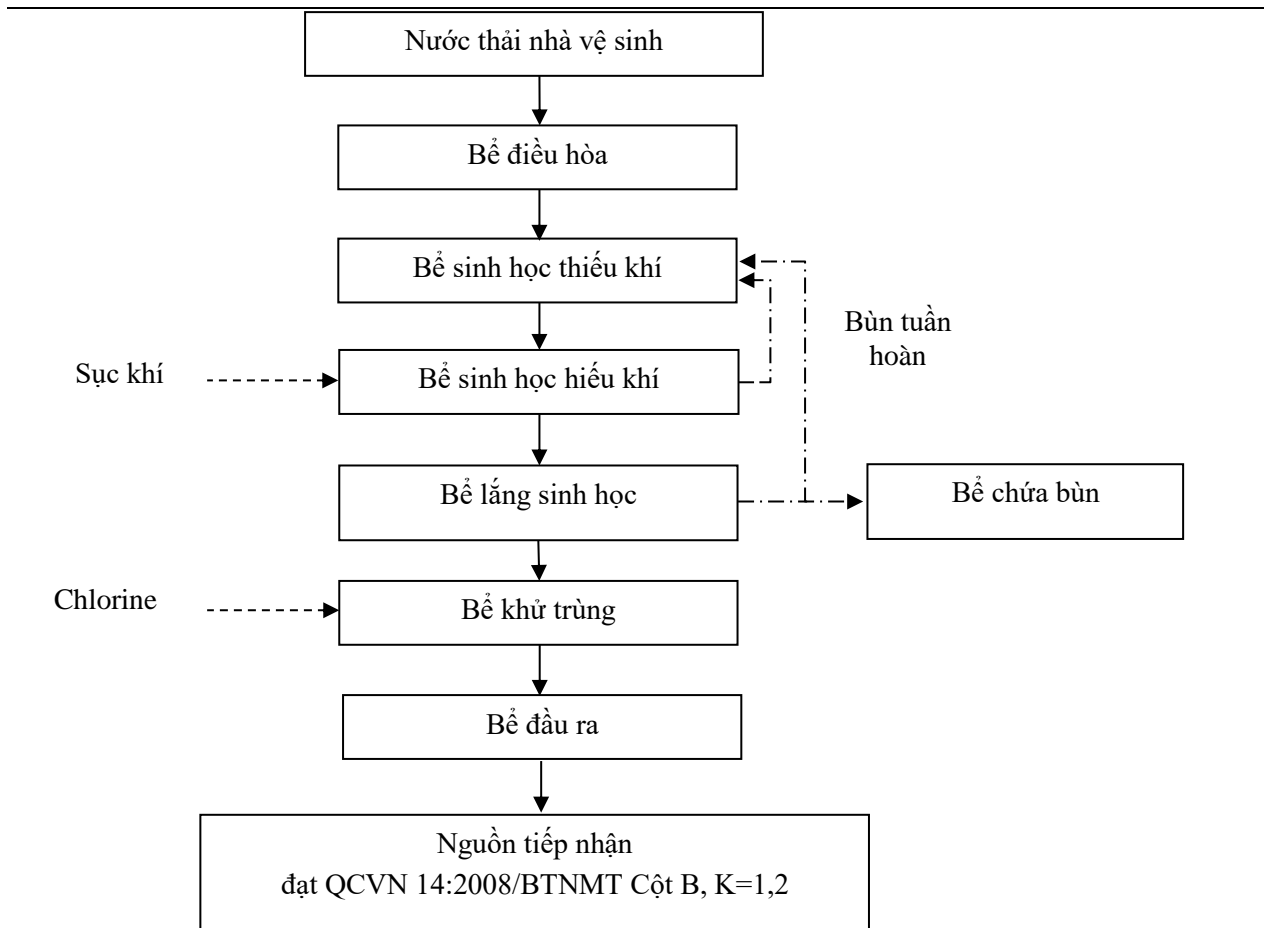 Nước thải nhà vệ sinh
Bể điều hòa
Bể sinh học thiếu khí
Bùn tuần
hoàn
Sục khí
Bể sinh học hiếu khí
Bể lắng sinh học
Bể chứa bùn
Chlorine
Bể khử trùng
Bể đầu ra
Nguồn tiếp nhận
đạt QCVN 14:2008/BTNMT Cột B, K=1,2